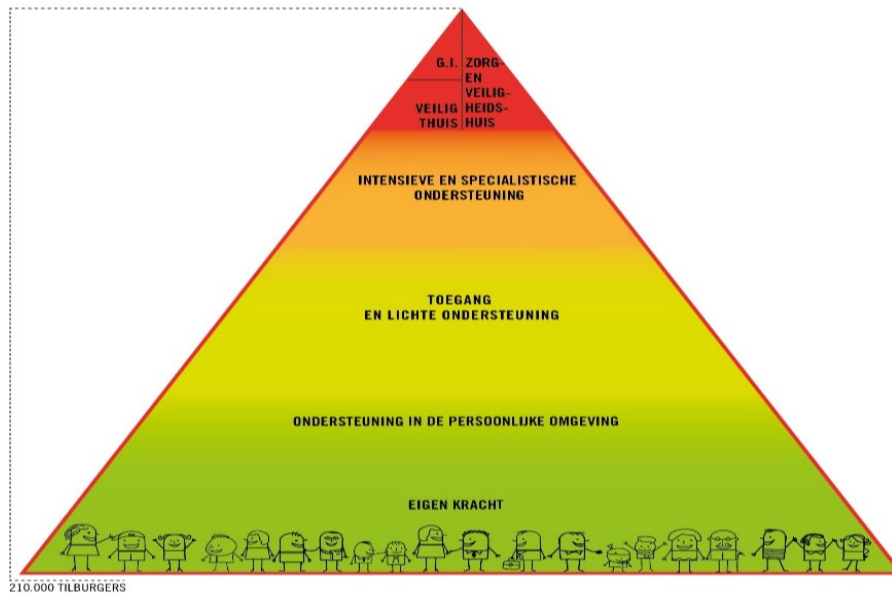 G.I.
VEILIG
THUIS
ZORG-
EN
VEILIG-
HEIDS-
HUIS
INTENSIEVE EN SPECIALISTISCHE
ONDERSTEUNING
TOEGANG
EN LICHTE ONDERSTEUNING
ONDERSTEUNING IN DE PERSOONLIJKE OMGEVING
EIGEN KRACHT
210.000 TILBURGERS